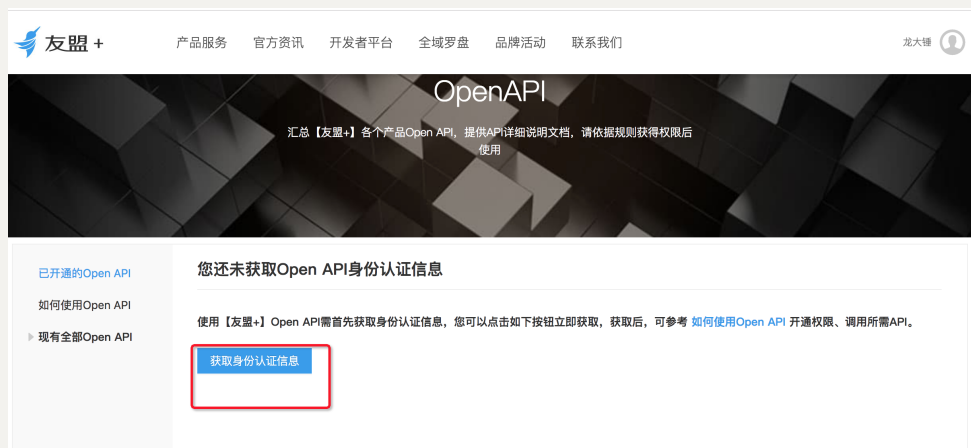 友盟+
产品服务 官方资讯 开发者平台 全域罗盘 品牌活动 联系我们
龙大锤
OpenAPI
汇总【友盟+】各个产品Open API，提供API详细说明文档，请依据规则获得权限后
使用
已开通的Open API
如何使用Open API
现有全部Open API
您还未获取Open API身份认证信息
使用【友盟+】Open API需首先获取身份认证信息，您可以点击如下按钮立即获取，获取后，可参考 如何使用Open API 开通权限、调用所需API。
获取身份认证信息